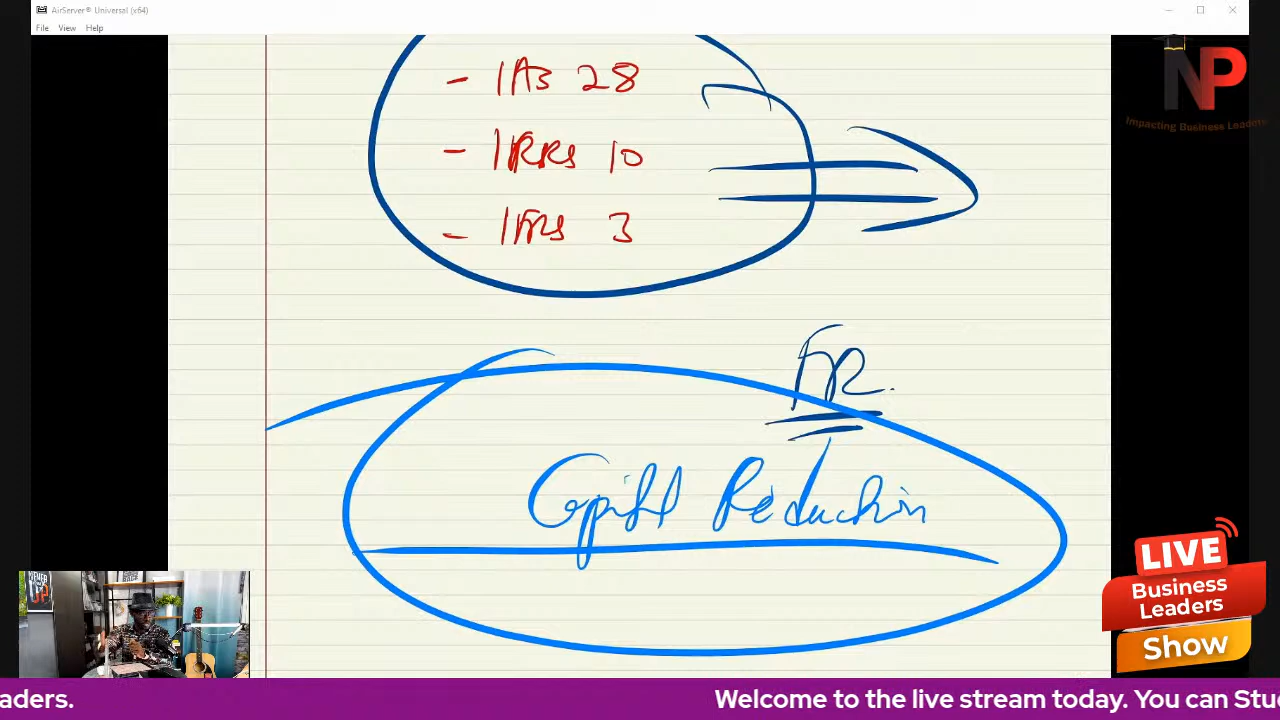 AirServer® Universal (x64)
File View Help
- IAS 28
- IFRS 10
- IFRS 3
FR.
Capital Reduction
NP
Impacting Business Leaders
LIVE
Business
Leaders
Show
aders. Welcome to the live stream today. You can Stu